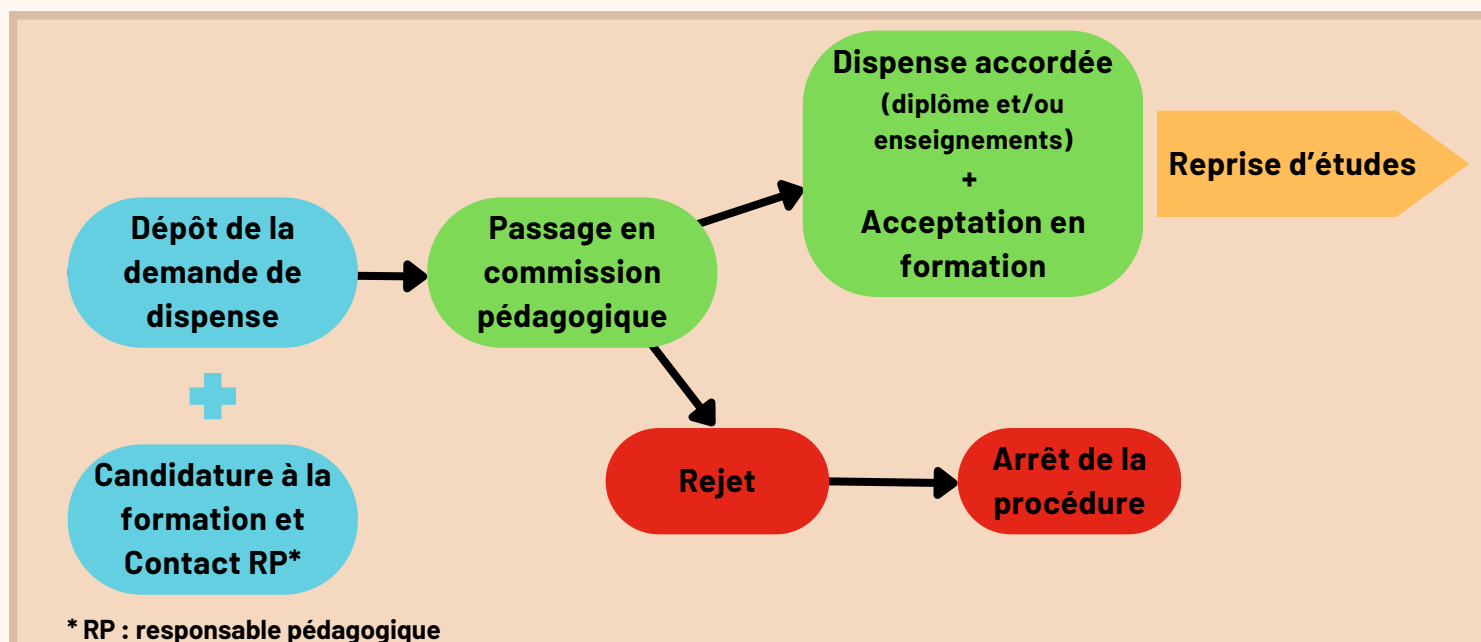 Dépôt de la
demande de
dispense
Candidature à la
formation et
Contact RP*
* RP : responsable pédagogique
Passage en
commission
pédagogique
Dispense accordée
(diplôme et/ou
enseignements)
+
Acceptation en
formation
Reprise d'études
Rejet
Arrêt de la
procédure